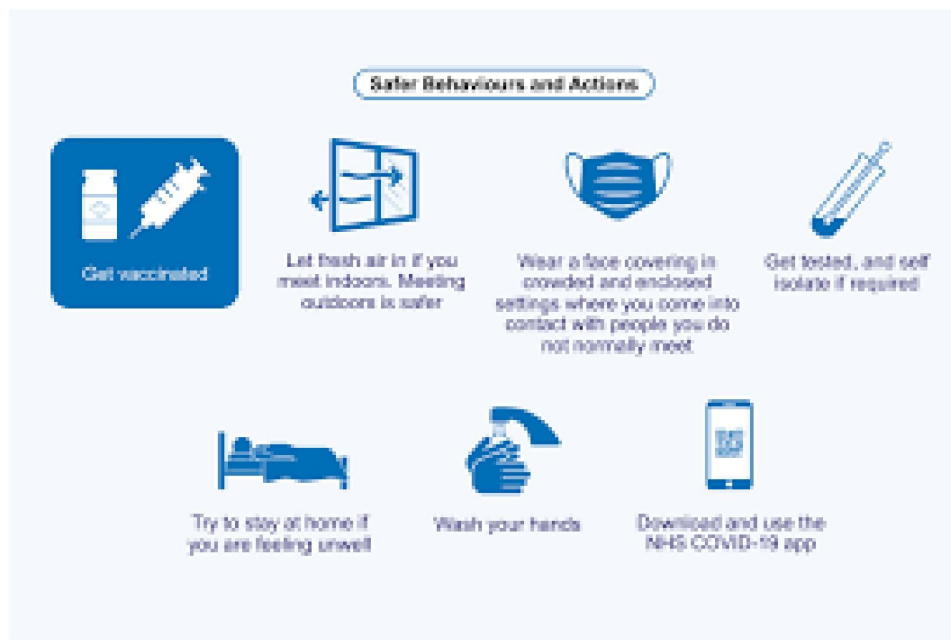 Safer Behaviours and Actions
Get vaccinated
Let fresh air in if you
meet indoors. Meeting
outdoors is safer
Wear a face covering in
crowded and enclosed
settings where you come into
contact with people you do
not normally meet
Get tested, and self
isolate if required
Try to stay at home if
you are feeling unwell
Wash your hands
Download and use the
NHS COVID-19 app